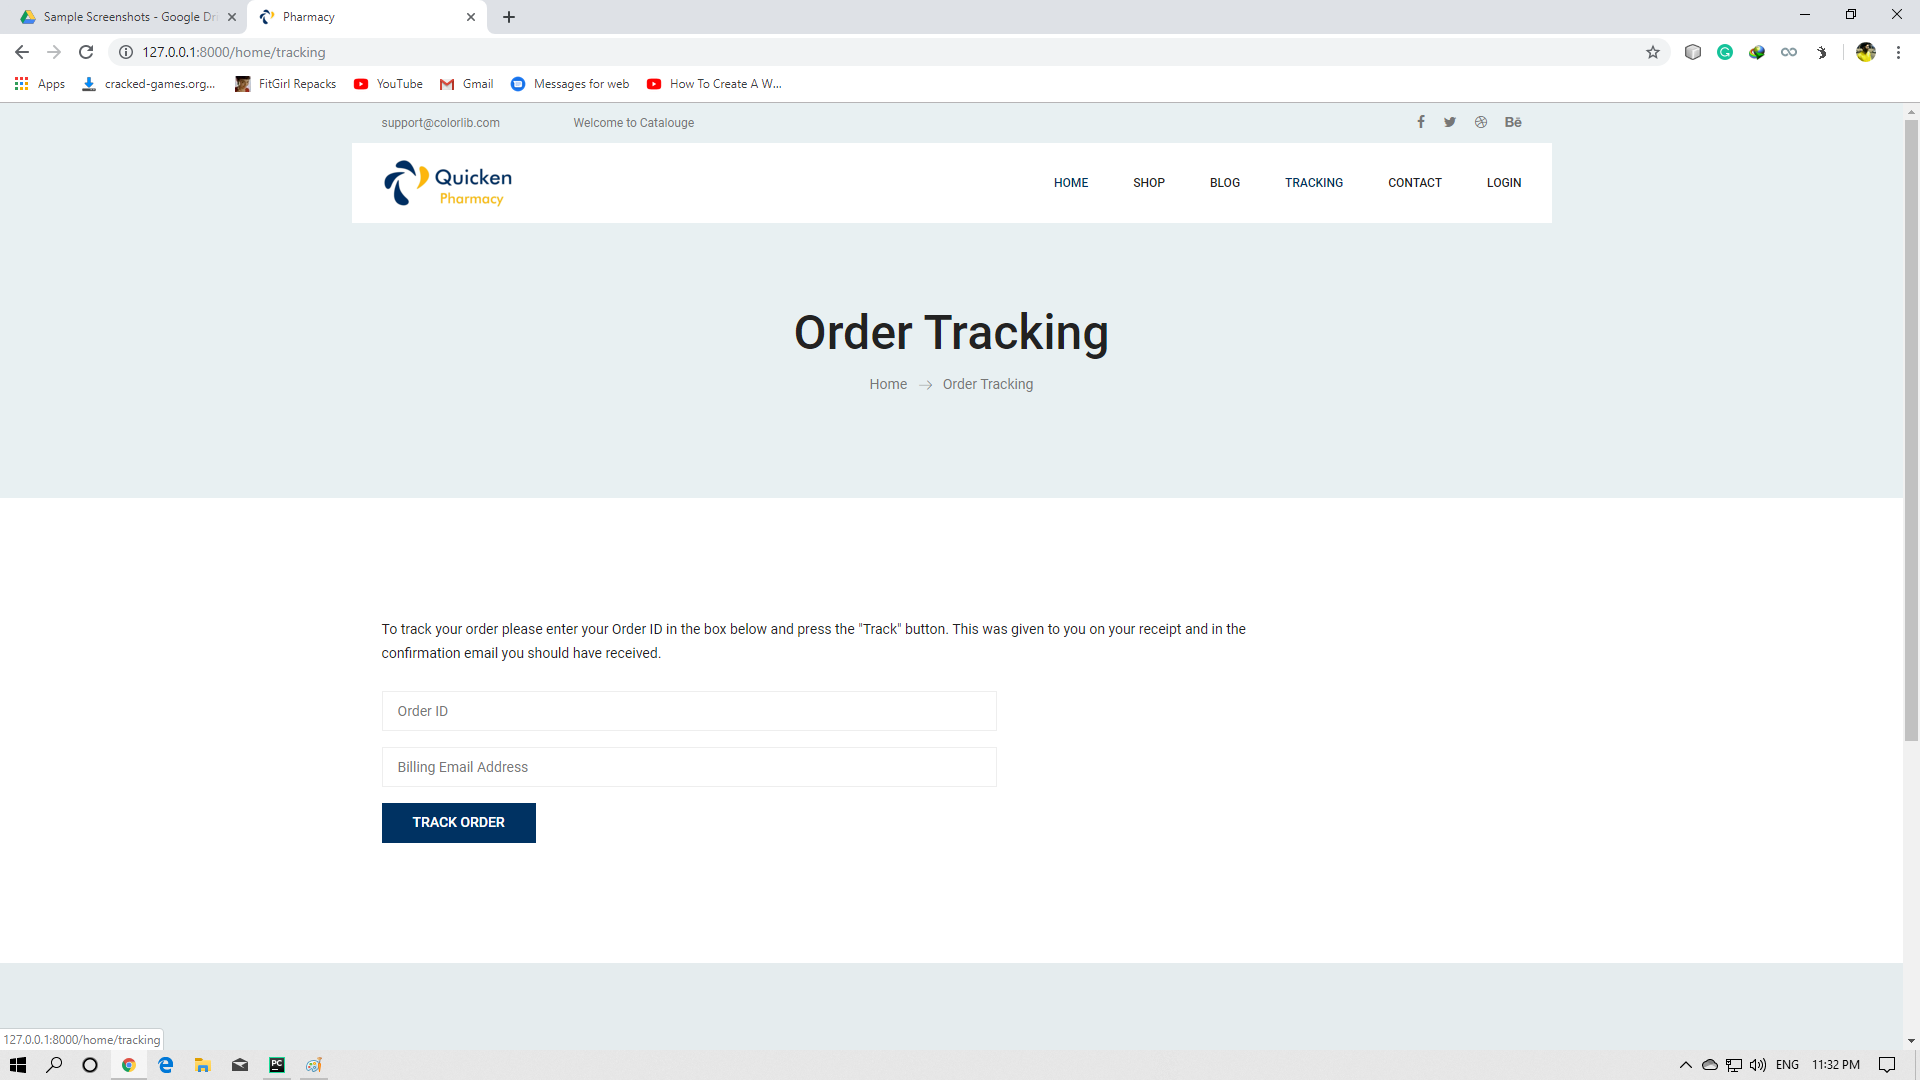 Sample Screenshots - Google Dri
Pharmacy
127.0.0.1:8000/home/tracking
Apps
cracked-games.org...
FitGirl Repacks
YouTube
Gmail
Messages for web
How To Create A W...
support@colorlib.com
Welcome to Catalouge
Bē
Quicken
Pharmacy
HOME
SHOP
BLOG
TRACKING
CONTACT
LOGIN
Order Tracking
Home
Order Tracking
To track your order please enter your Order ID in the box below and press the "Track" button. This was given to you on your receipt and in the
confirmation email you should have received.
Order ID
Billing Email Address
TRACK ORDER
127.0.0.1:8000/home/tracking
PC
ENG
11:32 PM